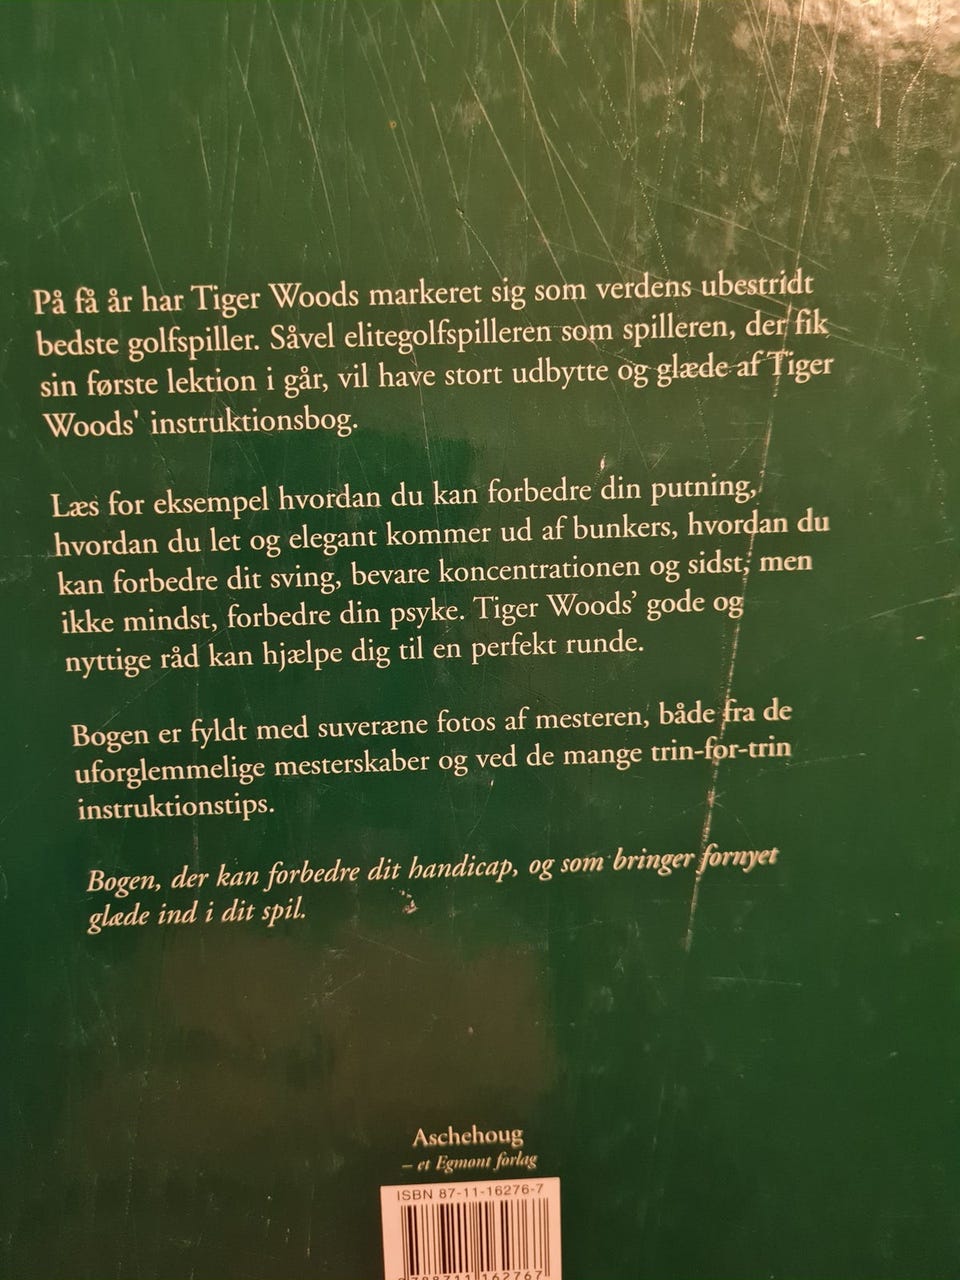 På få år har Tiger Woods markeret sig som verdens ubestridt
bedste golfspiller. Såvel elitegolfspilleren som spilleren, der fik
sin første lektion i går, vil have stort udbytte og glæde af Tiger
Woods' instruktionsbog.
Læs for eksempel hvordan du kan forbedre din putning,
hvordan du let og elegant kommer ud af bunkers, hvordan du
kan forbedre dit sving, bevare koncentrationen og sidst, men
ikke mindst, forbedre din psyke. Tiger Woods’ gode og
nyttige råd kan hjælpe dig til en perfekt runde.
Bogen er fyldt med suveræne fotos af mesteren, både fra de
uforglemmelige mesterskaber og ved de mange trin-for-trin
instruktionstips.
Bogen, der kan forbedre dit handicap, og som bringer fornyet
glæde ind i dit spil.
Aschehoug
– et Egmont forlag
ISBN 87-11-16276-7
9788711162767